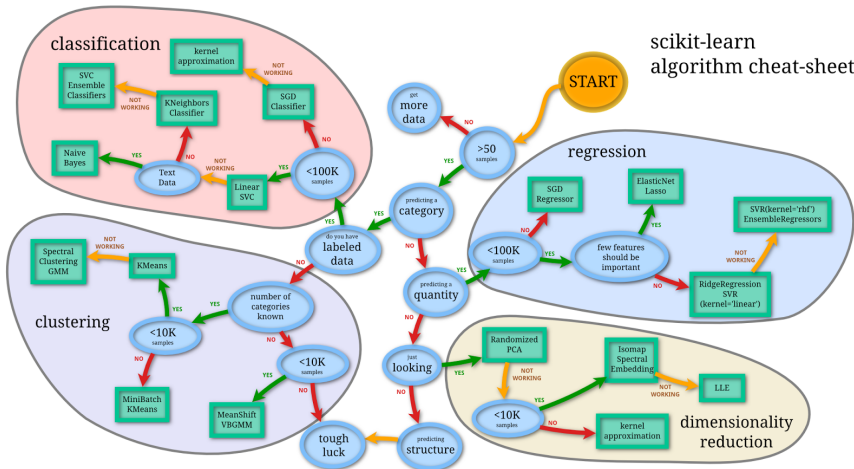 scikit-learn
algorithm cheat-sheet
START
get
more
data
NO
>50
samples
YES
predicting a
category
YES
NO
do you have
labeled
data
YES
NO
predicting a
quantity
YES
NO
just
looking
YES
NO
predicting
structure
tough
luck
classification
kernel
approximation
NOT
WORKING
SVC
Ensemble
Classifiers
NOT
WORKING
KNeighbors
Classifier
SGD
Classifier
NO
<100K
samples
YES
Linear
SVC
NOT
WORKING
Text
Data
NO
YES
Naive
Bayes
regression
<100K
samples
NO
SGD
Regressor
YES
few features
should be
important
YES
ElasticNet
Lasso
NO
RidgeRegression
SVR
(kernel='linear')
NOT
WORKING
SVR(kernel='rbf')
EnsembleRegressors
clustering
Spectral
Clustering
GMM
NOT
WORKING
KMeans
YES
<10K
samples
NO
MiniBatch
KMeans
YES
number of
categories
known
NO
<10K
samples
YES
MeanShift
VBGMM
NO
dimensionality
reduction
Randomized
PCA
NOT
WORKING
<10K
samples
YES
Isomap
Spectral
Embedding
NOT
WORKING
LLE
NO
kernel
approximation